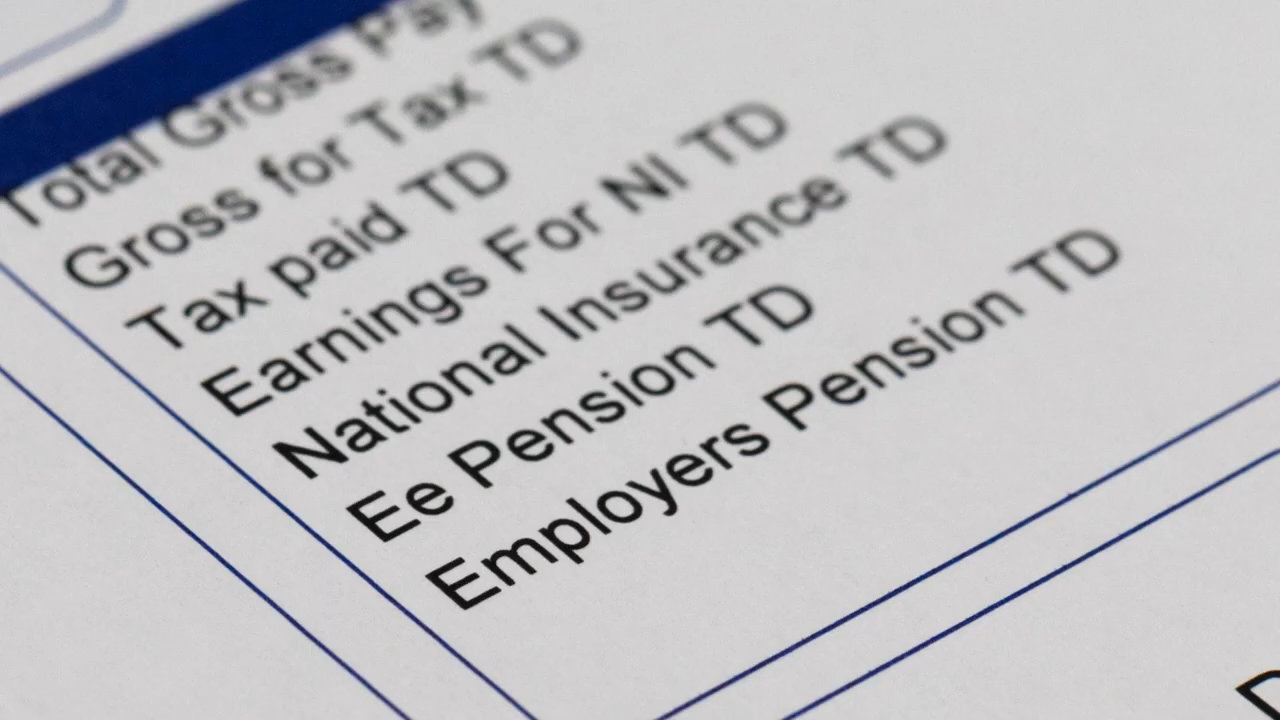 Total Gross Pay
Gross for Tax TD
Tax paid TD
Earnings For NI TD
National Insurance TD
Ee Pension TD
Employers Pension TD